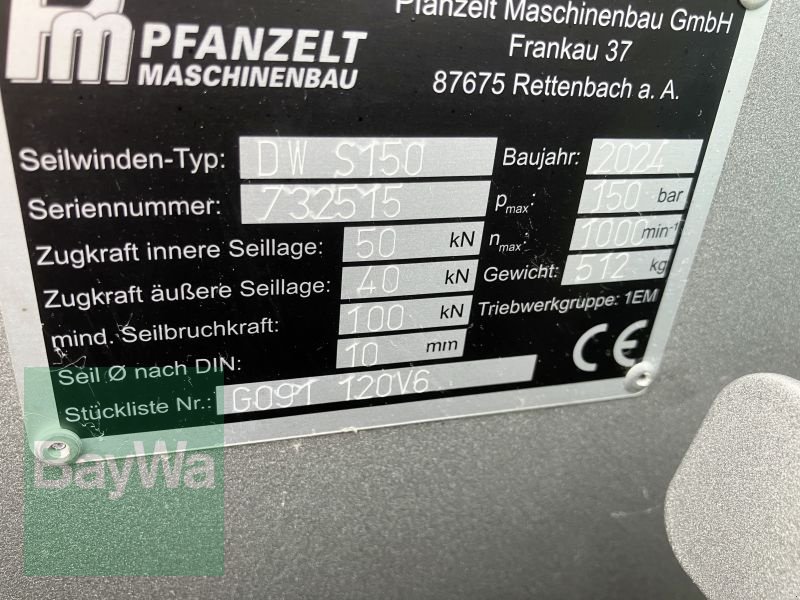 Pm PFANZELT
MASCHINENBAU
Pfanzelt Maschinenbau GmbH
Frankau 37
87675 Rettenbach a. A.
Seilwinden-Typ: DW S150
Baujahr: 2024
Seriennummer: 732515
pmax: 150 bar
Zugkraft innere Seillage: 50 kN
nmax: 1000 min-1
Zugkraft äußere Seillage: 40 kN
Gewicht: 512 kg
mind. Seilbruchkraft: 100 kN
Triebwerkgruppe: 1EM
Seil Ø nach DIN: 10 mm
CE
Stückliste Nr.: G091 120V6
BayWa